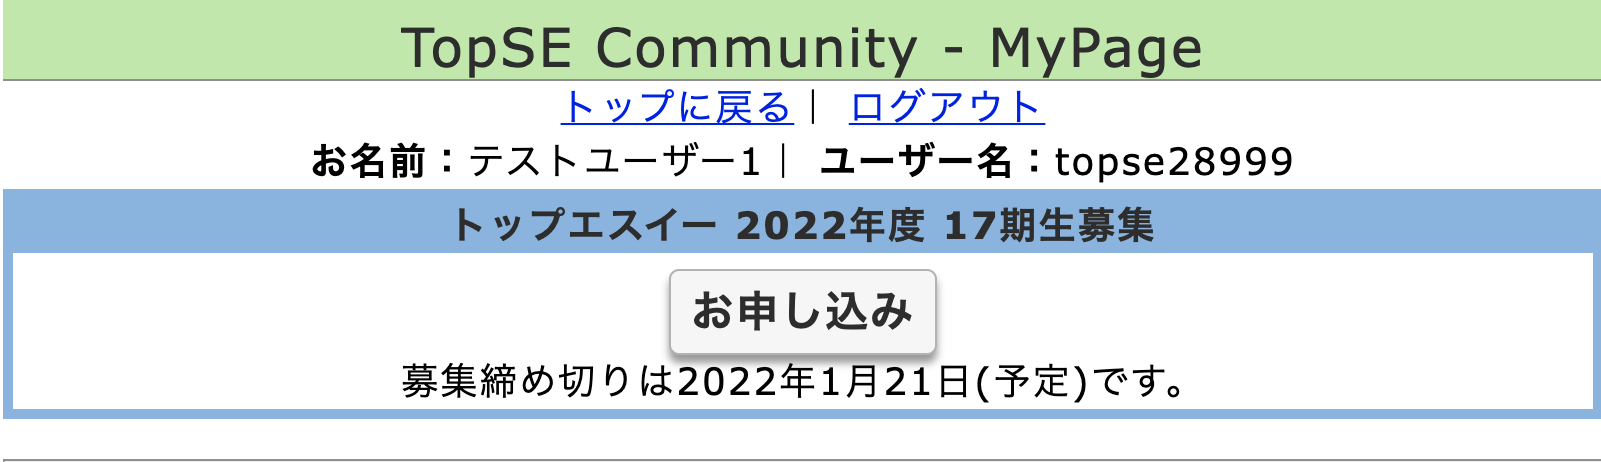 TopSE Community - MyPage
トップに戻る｜ ログアウト
お名前：テストユーザー1｜ ユーザー名：topse28999
トップエスイー 2022年度 17期生募集
お申し込み
募集締め切りは2022年1月21日(予定)です。